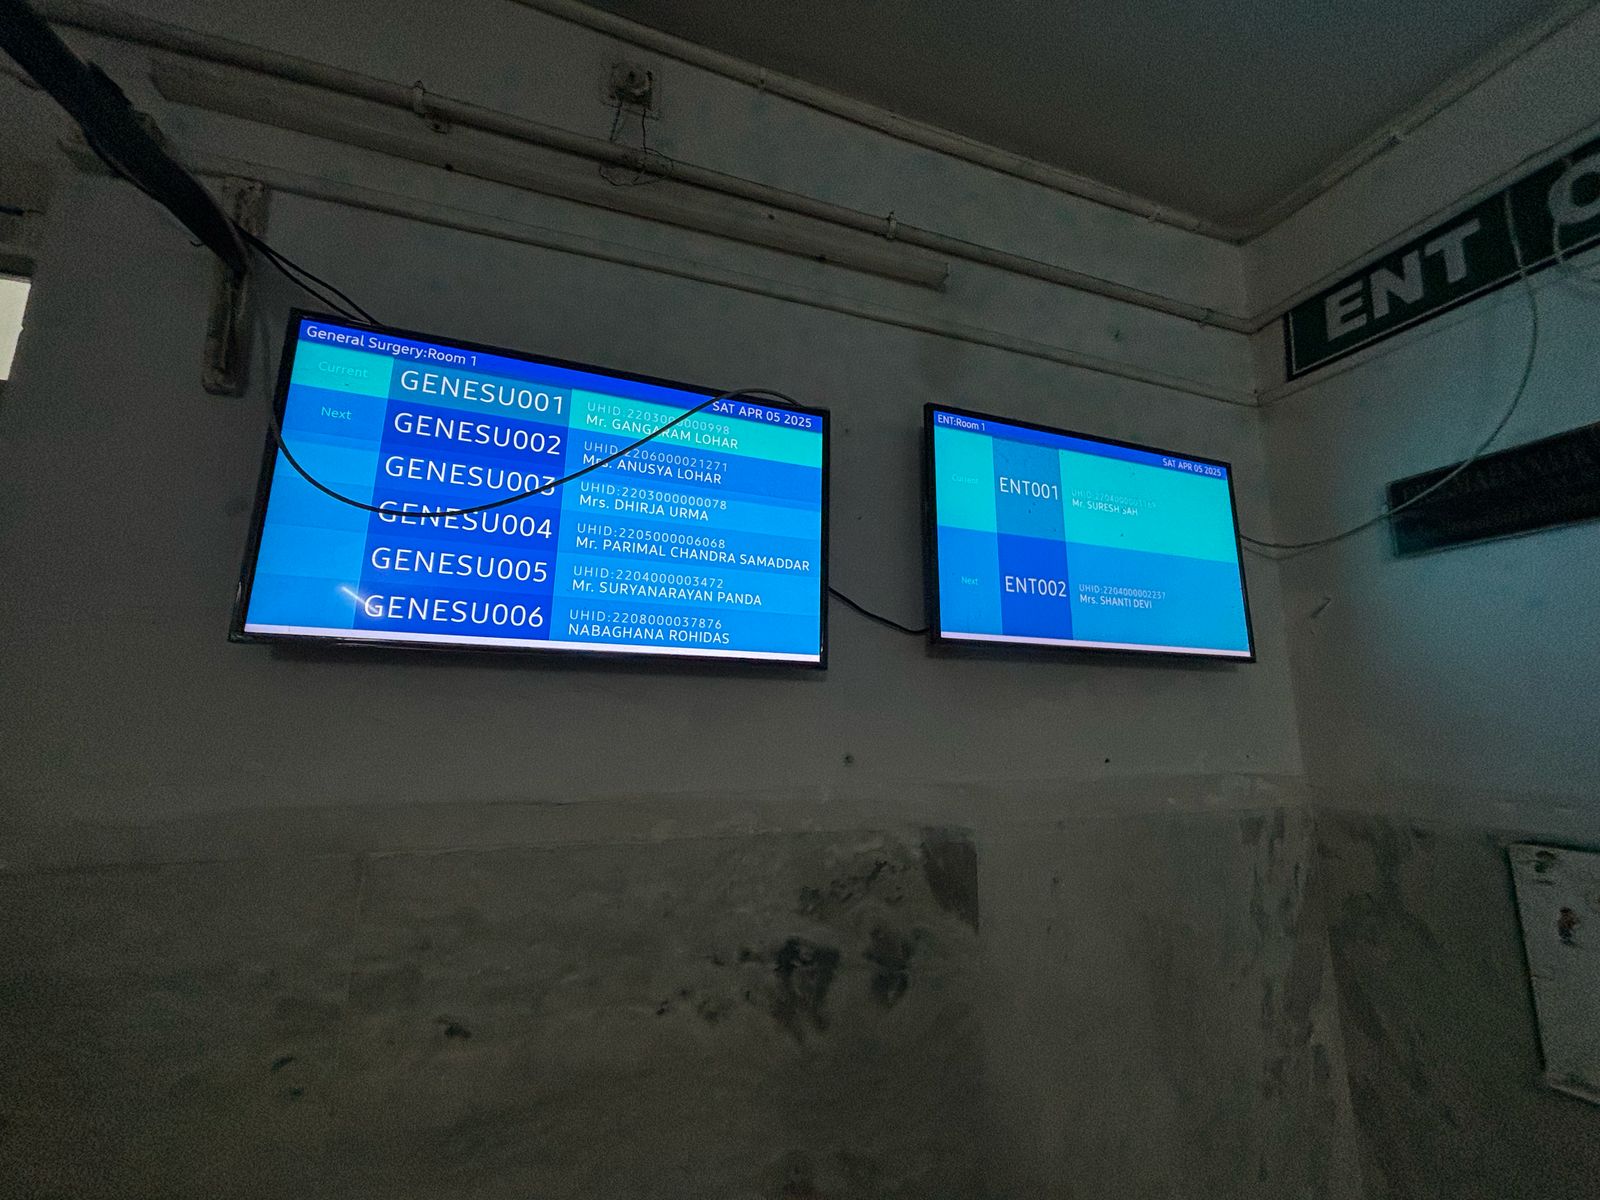 General Surgery:Room 1
SAT APR 05 2025
Current
GENESU001
UHID:2203000000998
Mr. GANGARAM LOHAR
Next
GENESU002
UHID:2206000021271
Mrs. ANUSYA LOHAR
GENESU003
UHID:2203000000078
Mrs. DHIRJA URMA
GENESU004
UHID:2205000006068
Mr. PARIMAL CHANDRA SAMADDAR
GENESU005
UHID:2204000003472
Mr. SURYANARAYAN PANDA
GENESU006
UHID:2208000037876
NABAGHANA ROHIDAS
ENT:Room 1
SAT APR 05 2025
Current
ENT001
Mr. SURESH SAH
Next
ENT002
UHID:2204000002237
Mrs. SHANTI DEVI
ENT